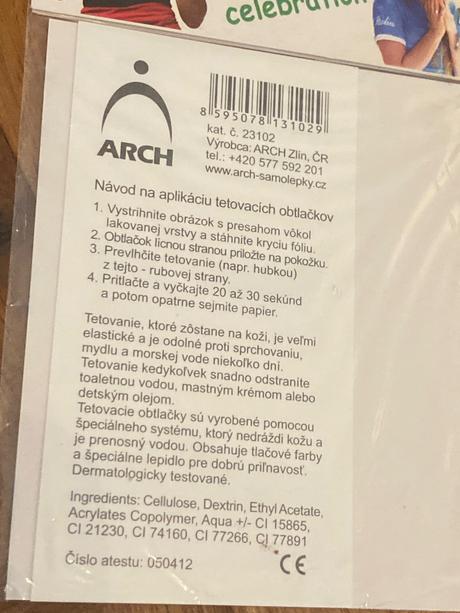 celebration
ARCH
8 595078 131029
kat. č. 23102
Výrobca: ARCH Zlín, ČR
tel.: +420 577 592 201
www.arch-samolepky.cz
Návod na aplikáciu tetovacích obtlačkov
1. Vystrihnite obrázok s presahom vôkol
lakovanej vrstvy a stáhnite kryciu fóliu.
2. Obtlačok lícnou stranou priložte na pokožku.
3. Prevlhčite tetovanie (napr. hubkou)
z tejto - rubovej strany.
4. Pritlačte a vyčkajte 20 až 30 sekúnd
a potom opatrne sejmite papier.
Tetovanie, ktoré zôstane na koži, je veľmi
elastické a je odolné proti sprchovaniu,
mydlu a morskej vode niekoľko dní.
Tetovanie kedykoľvek snadno odstraníte
toaletnou vodou, mastným krémom alebo
detským olejom.
Tetovacie obtlačky sú vyrobené pomocou
špeciálneho systému, ktorý nedráždi kožu a
je prenosný vodou. Obsahuje tlačové farby
a špeciálne lepidlo pre dobrú priľnavosť.
Dermatologicky testované.
Ingredients: Cellulose, Dextrin, Ethyl Acetate,
Acrylates Copolymer, Aqua +/- CI 15865,
CI 21230, CI 74160, CI 77266, CI 77891
Číslo atestu: 050412
CE